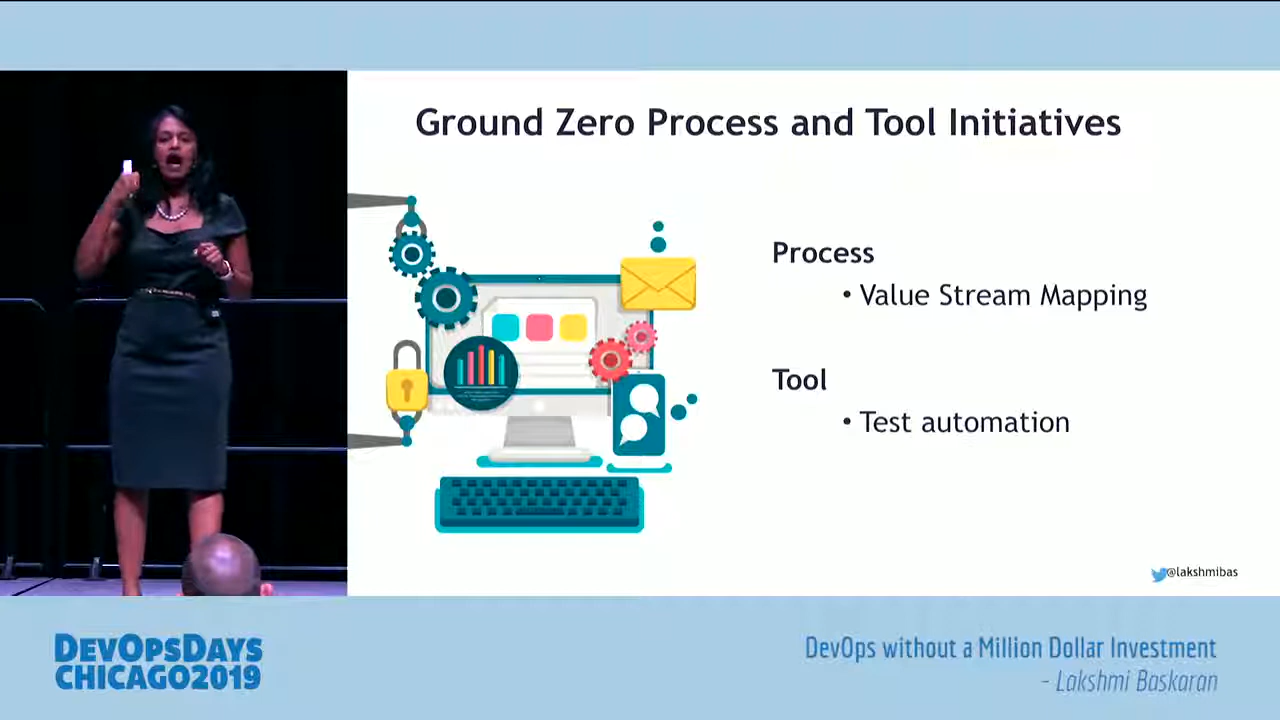 Ground Zero Process and Tool Initiatives
Process
• Value Stream Mapping
Tool
• Test automation
@lakshmibas
DEVOPSDAYS
CHICAGO2019
DevOps without a Million Dollar Investment
- Lakshmi Baskaran